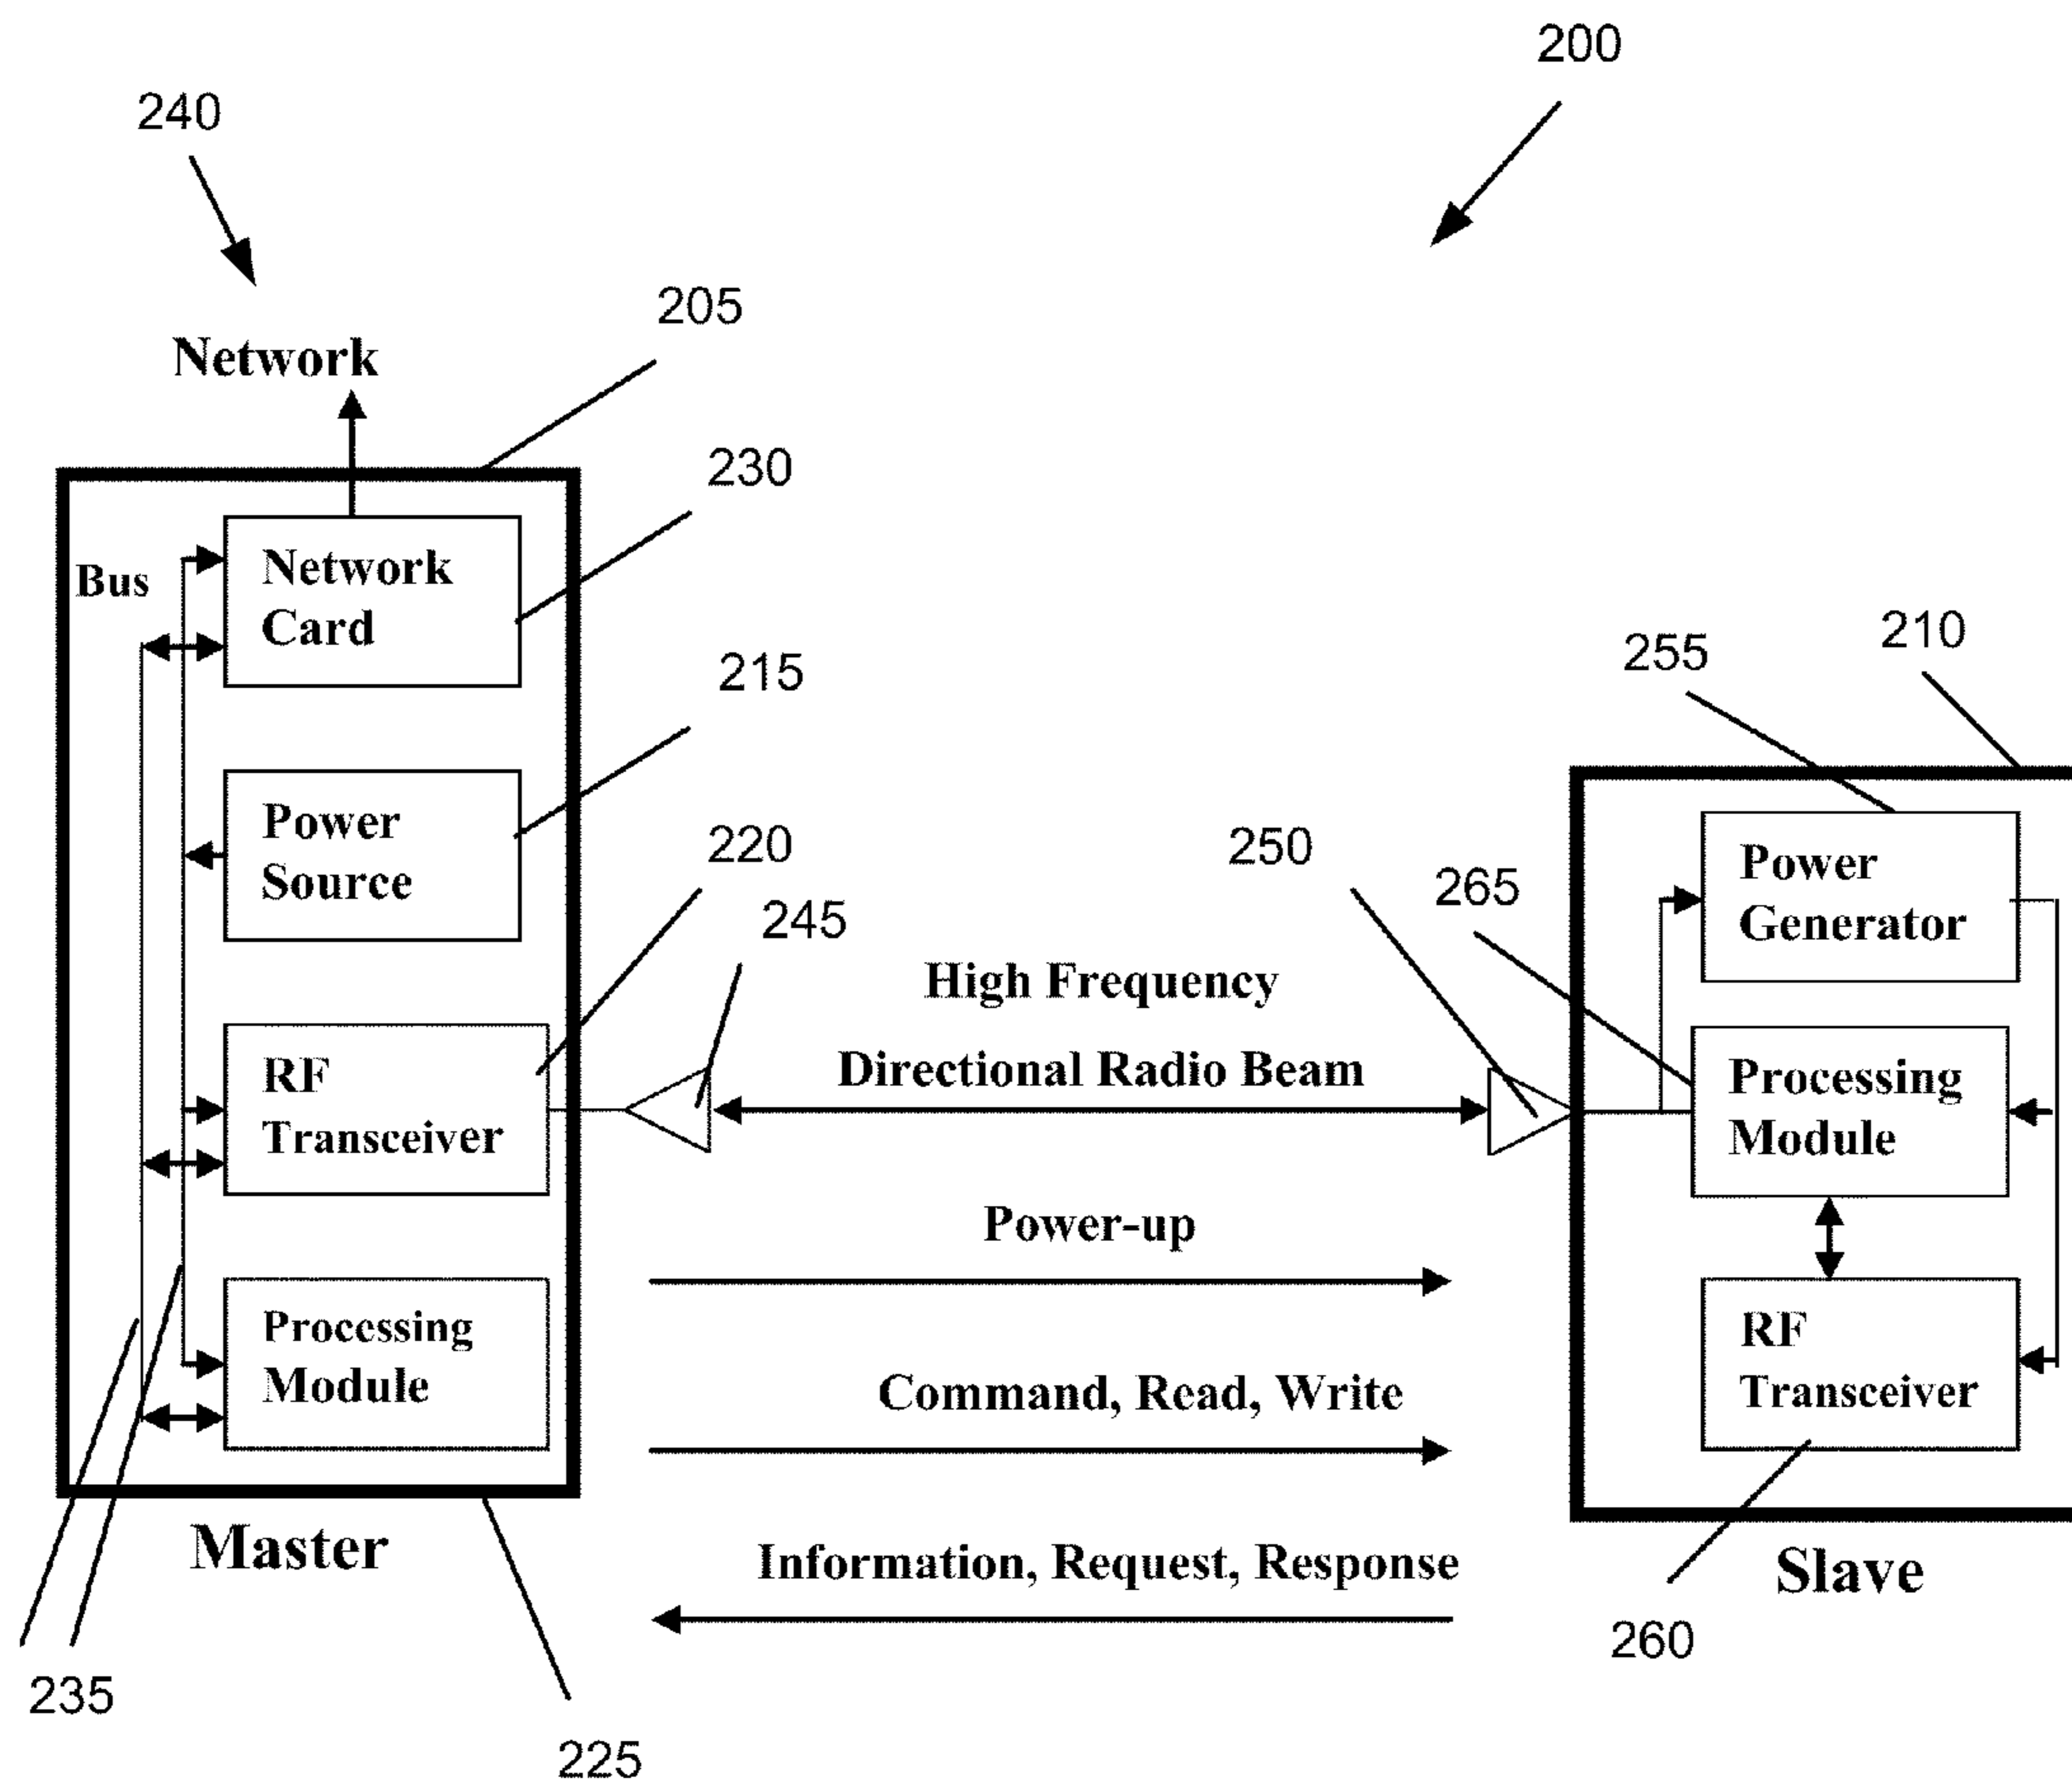 200
240
205
Network
230
Bus
Network
Card
215
Power
Source
220
245
RF
Transceiver
Processing
Module
Master
235
225
High Frequency
Directional Radio Beam
Power-up
Command, Read, Write
Information, Request, Response
250
265
255
210
Power
Generator
Processing
Module
RF
Transceiver
Slave
260